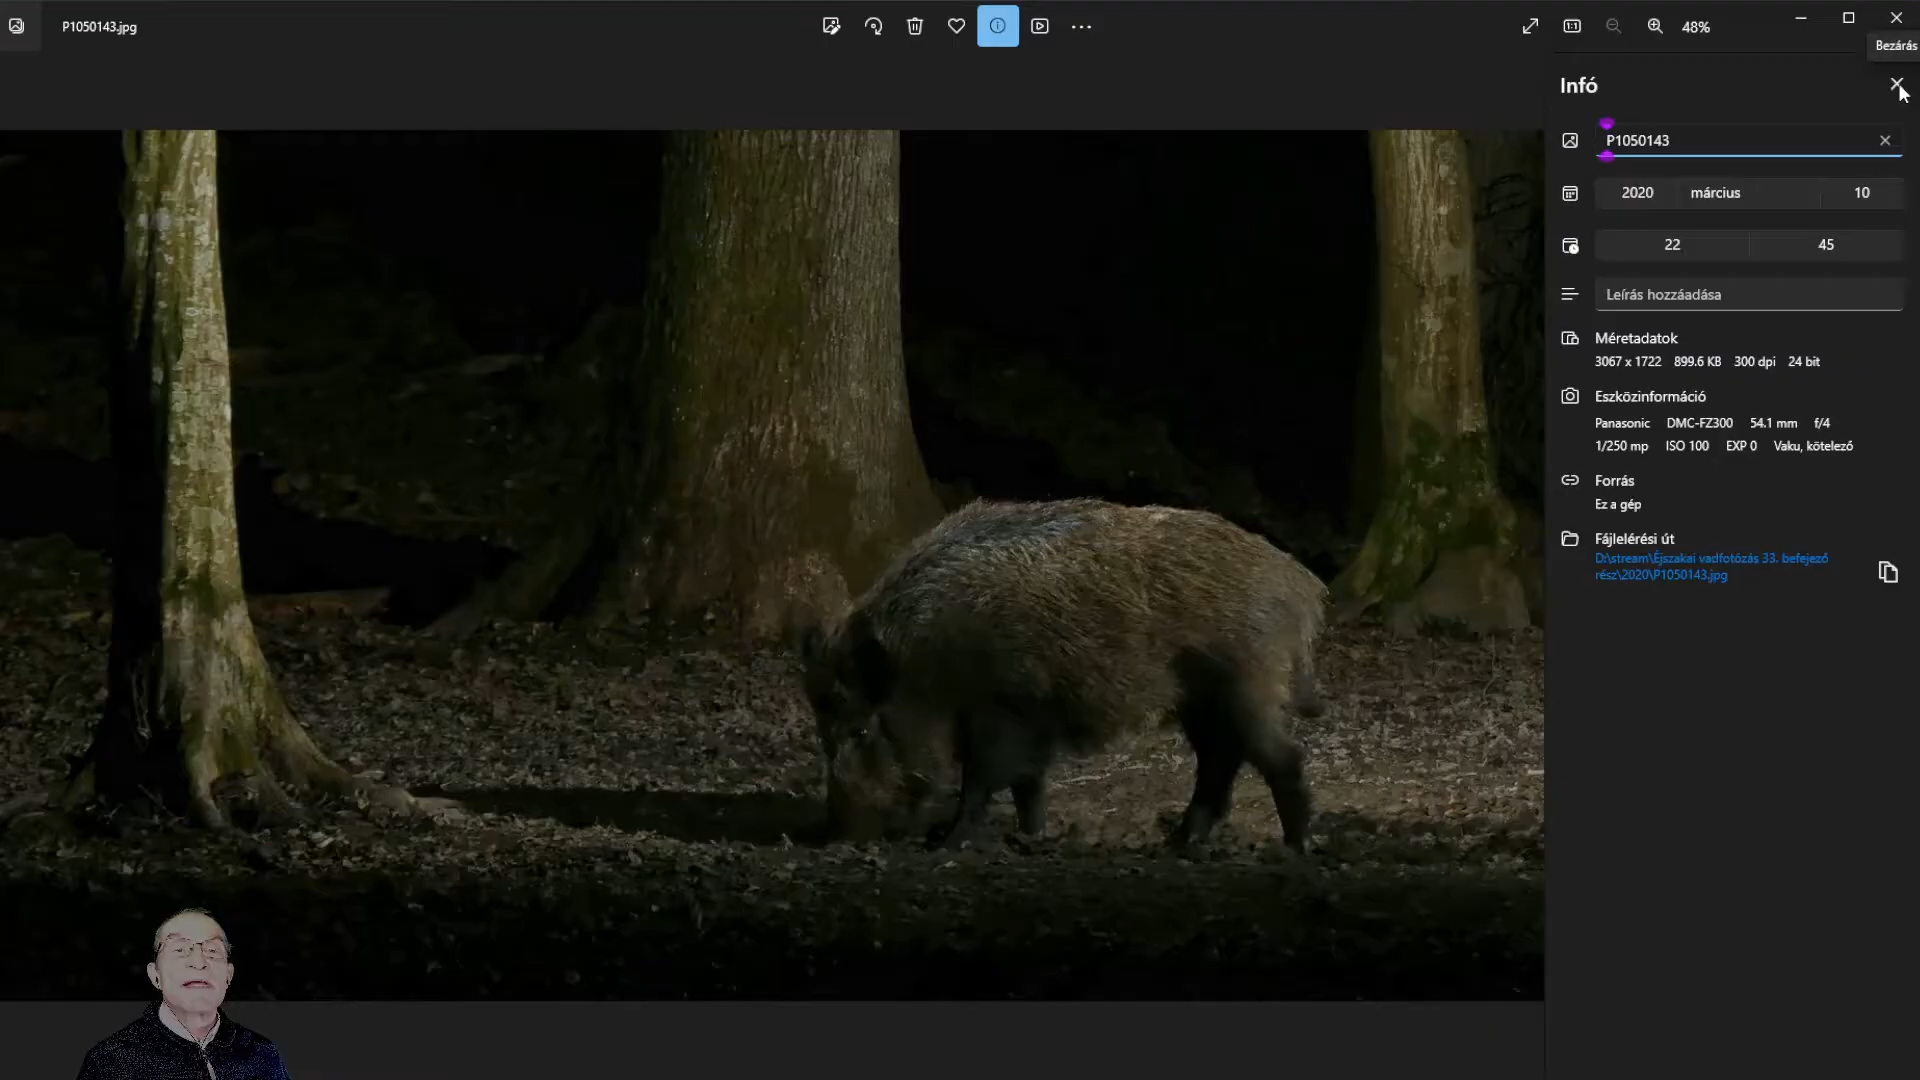 P1050143.jpg
48%
Bezárás
Infó
P1050143
2020 március 10
22 45
Leírás hozzáadása
Méretadatok
3067 x 1722 899.6 KB 300 dpi 24 bit
Eszközinformáció
Panasonic DMC-FZ300 54.1 mm f/4
1/250 mp ISO 100 EXP 0 Vaku, kötelező
Forrás
Ez a gép
Fájlelérési út
D:\stream\Éjszakai vadfotózás 33. befejező
rész\2020\P1050143.jpg